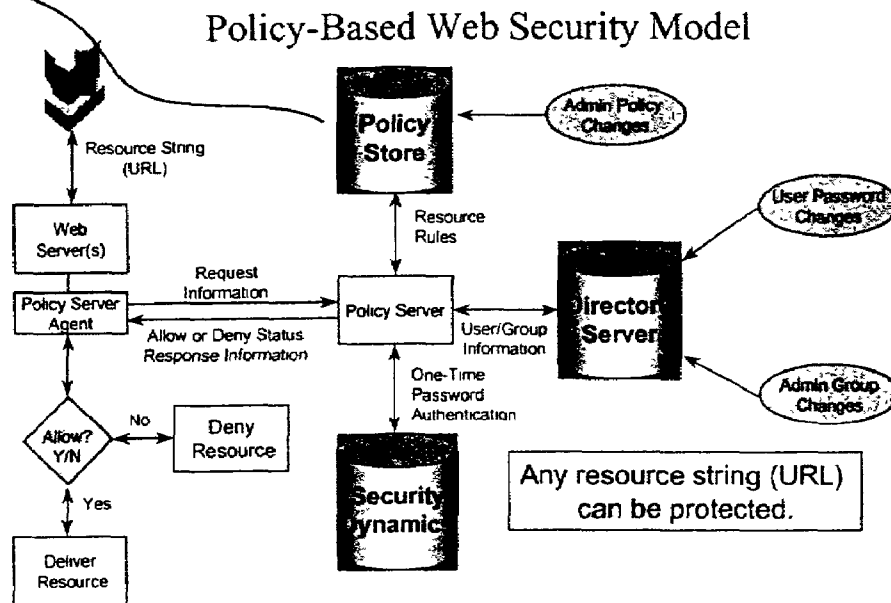 Policy-Based Web Security Model
Resource String
(URL)
Web
Server(s)
Policy Server
Agent
Request
Information
Allow or Deny Status
Response Information
Allow?
Y/N
No
Deny
Resource
Yes
Deliver
Resource
Policy
Store
Admin Policy
Changes
Resource
Rules
Policy Server
User/Group
Information
Director
Server
User Password
Changes
Admin Group
Changes
One-Time
Password
Authentication
Security
Dynamic
Any resource string (URL)
can be protected.